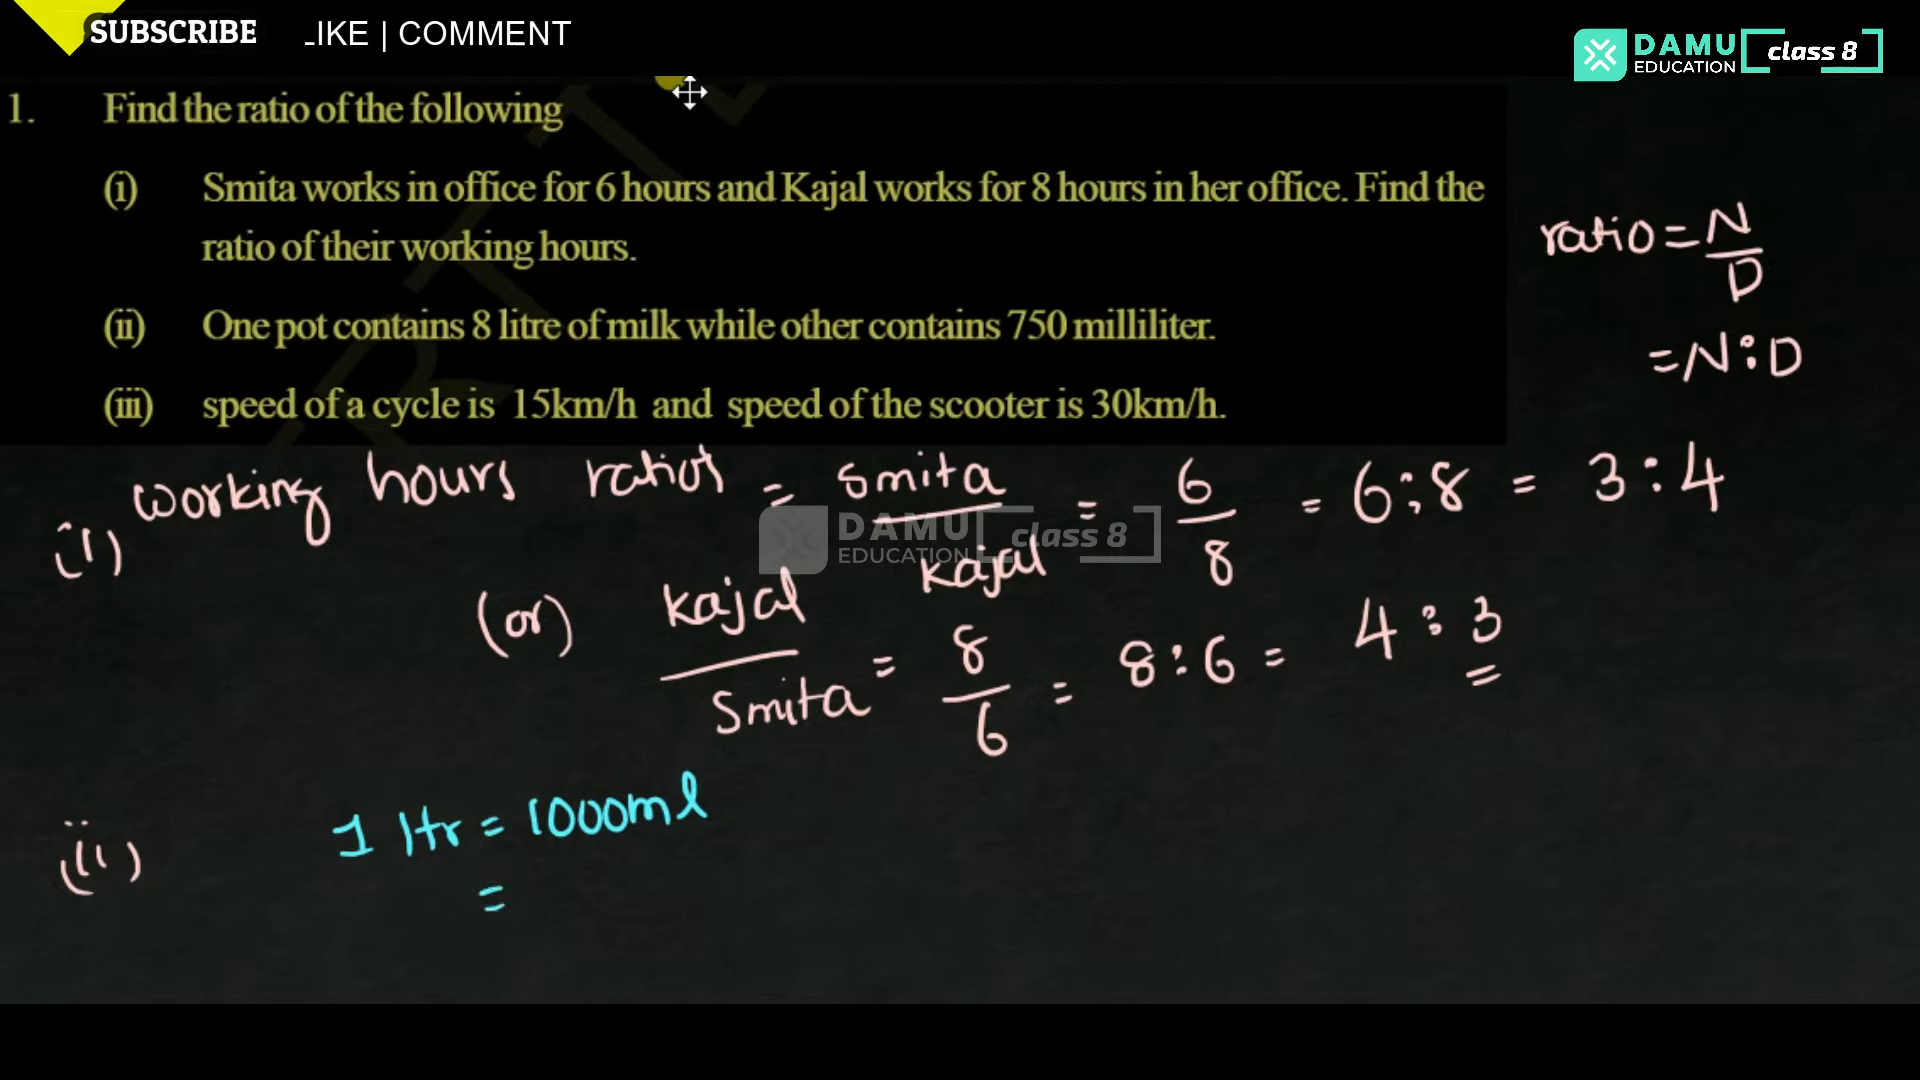 SUBSCRIBE LIKE | COMMENT
DAMU EDUCATION class 8
1. Find the ratio of the following
(i) Smita works in office for 6 hours and Kajal works for 8 hours in her office. Find the
ratio of their working hours.
(ii) One pot contains 8 litre of milk while other contains 750 milliliter.
(iii) speed of a cycle is 15km/h and speed of the scooter is 30km/h.
ratio = N/D
= N:D
(i) working hours ratios = Smita/Kajal = 6/8 = 6:8 = 3:4
DAMU EDUCATION class 8
(or) Kajal/Smita = 8/6 = 8:6 = 4:3
(ii) 1 ltr = 1000ml
=